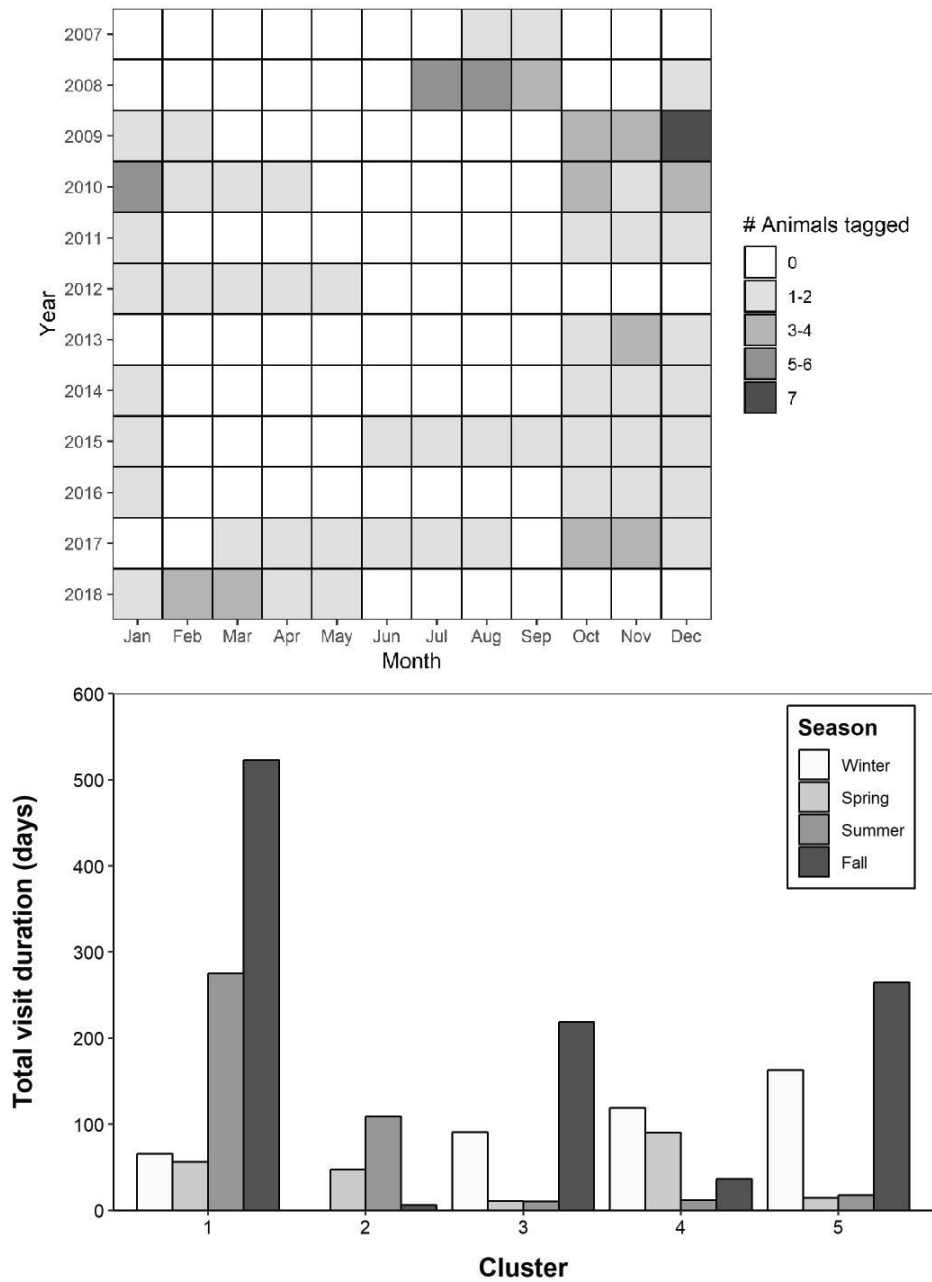 2007
2008
2009
2010
2011
2012
2013
2014
2015
2016
2017
2018
Year
Jan Feb Mar Apr May Jun Jul Aug Sep Oct Nov Dec
Month
# Animals tagged
0
1-2
3-4
5-6
7
600
500
400
300
200
100
0
Total visit duration (days)
Season
Winter
Spring
Summer
Fall
1 2 3 4 5
Cluster